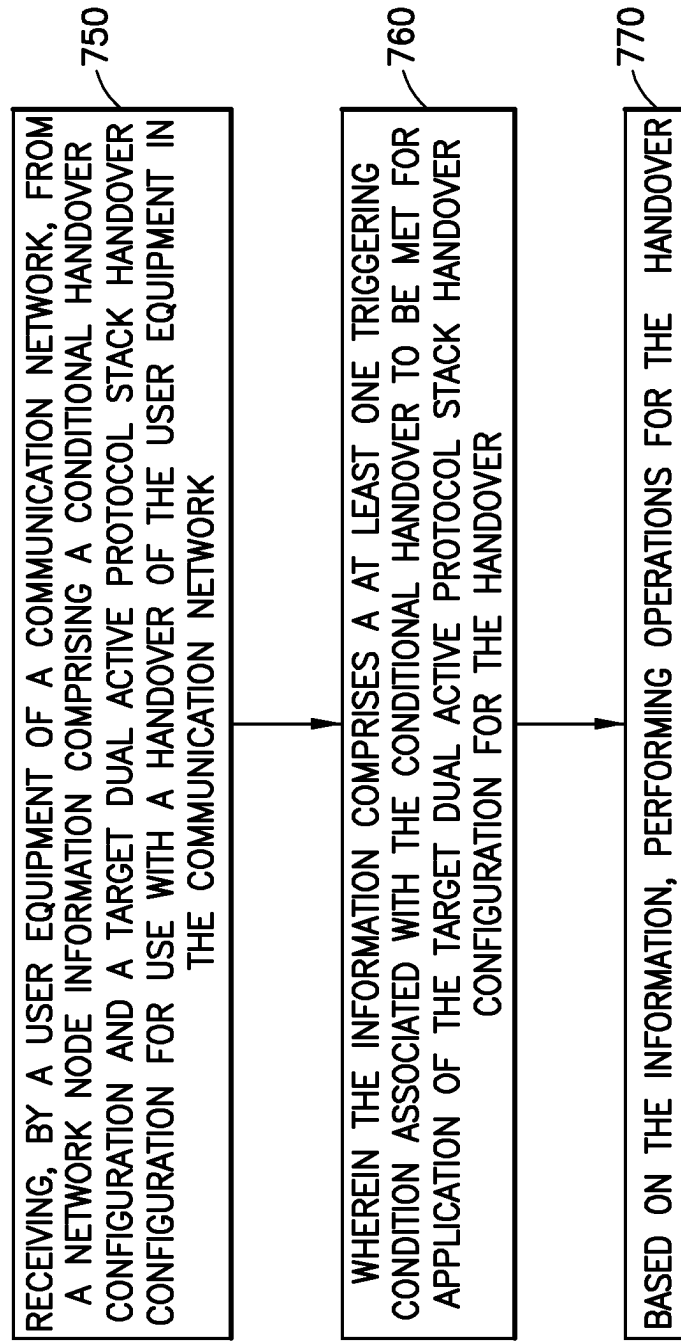 RECEIVING, BY A USER EQUIPMENT OF A COMMUNICATION NETWORK, FROM
A NETWORK NODE INFORMATION COMPRISING A CONDITIONAL HANDOVER
CONFIGURATION AND A TARGET DUAL ACTIVE PROTOCOL STACK HANDOVER
CONFIGURATION FOR USE WITH A HANDOVER OF THE USER EQUIPMENT IN
THE COMMUNICATION NETWORK
750
WHEREIN THE INFORMATION COMPRISES A AT LEAST ONE TRIGGERING
CONDITION ASSOCIATED WITH THE CONDITIONAL HANDOVER TO BE MET FOR
APPLICATION OF THE TARGET DUAL ACTIVE PROTOCOL STACK HANDOVER
CONFIGURATION FOR THE HANDOVER
760
BASED ON THE INFORMATION, PERFORMING OPERATIONS FOR THE HANDOVER
770